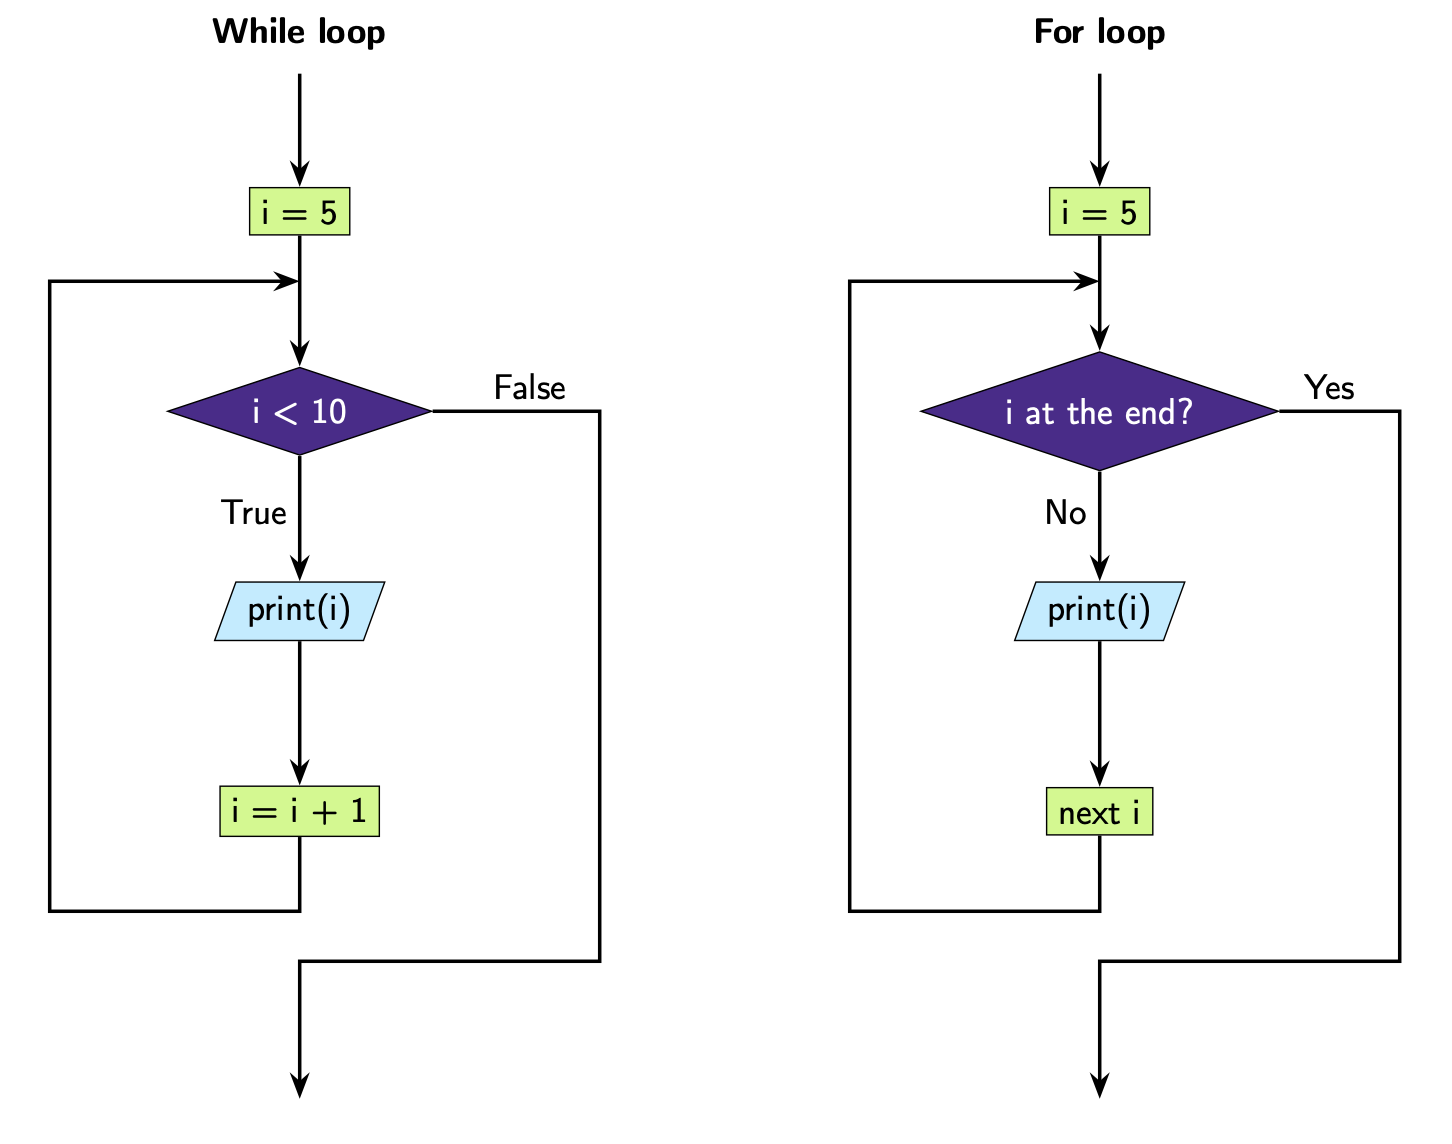 While loop
i = 5
i < 10
False
True
print(i)
i = i + 1
For loop
i = 5
i at the end?
Yes
No
print(i)
next i